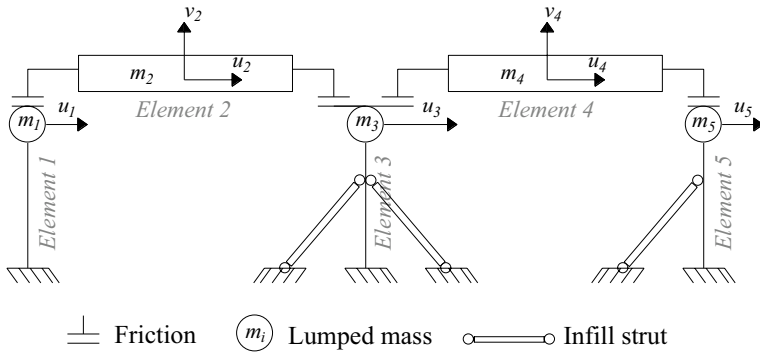 v2 v4
m2 u2 m4 u4
u1 Element 2 u3 Element 4 u5
m1 m3 m5
Element 1 Element 3 Element 5
Friction mi Lumped mass Infill strut